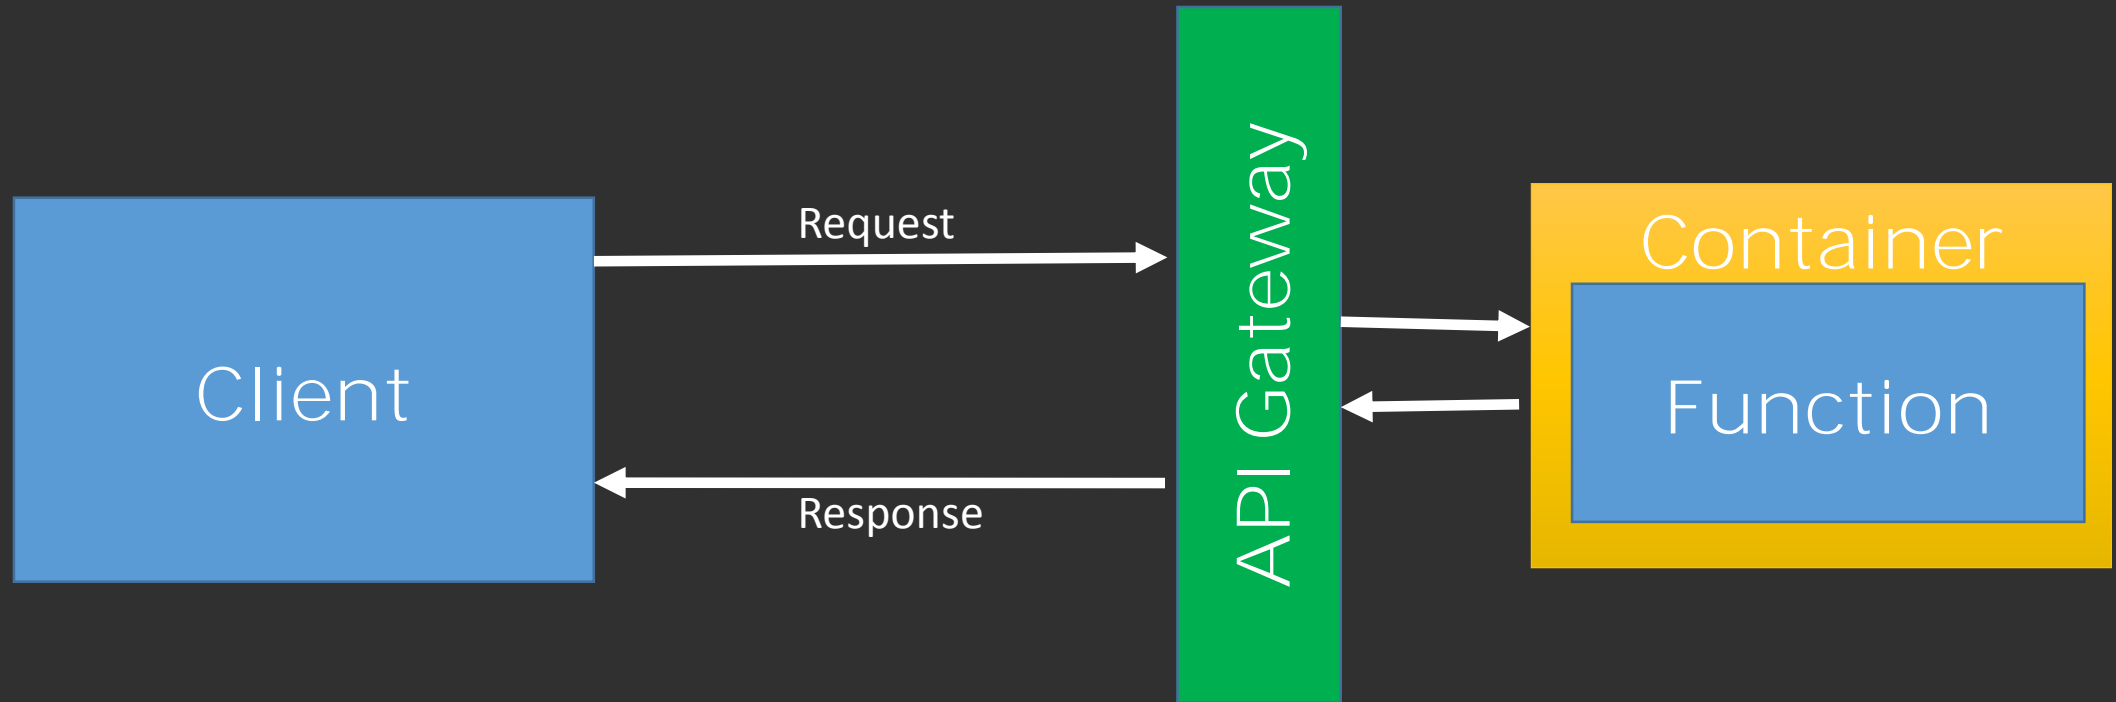 Client
Request
Response
API Gateway
Container
Function